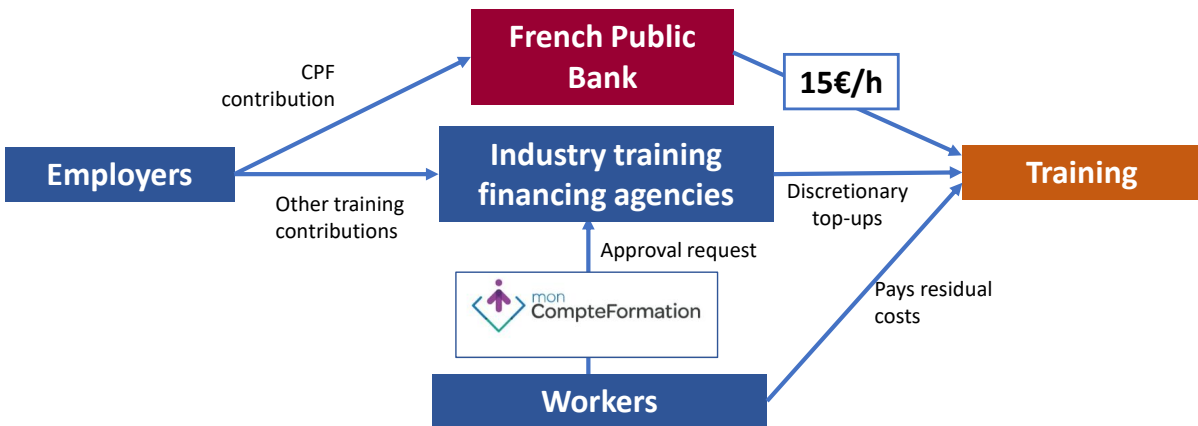 French Public
Bank
CPF
contribution
15€/h
Employers
Industry training
financing agencies
Training
Other training
contributions
Discretionary
top-ups
Approval request
mon
CompteFormation
Pays residual
costs
Workers